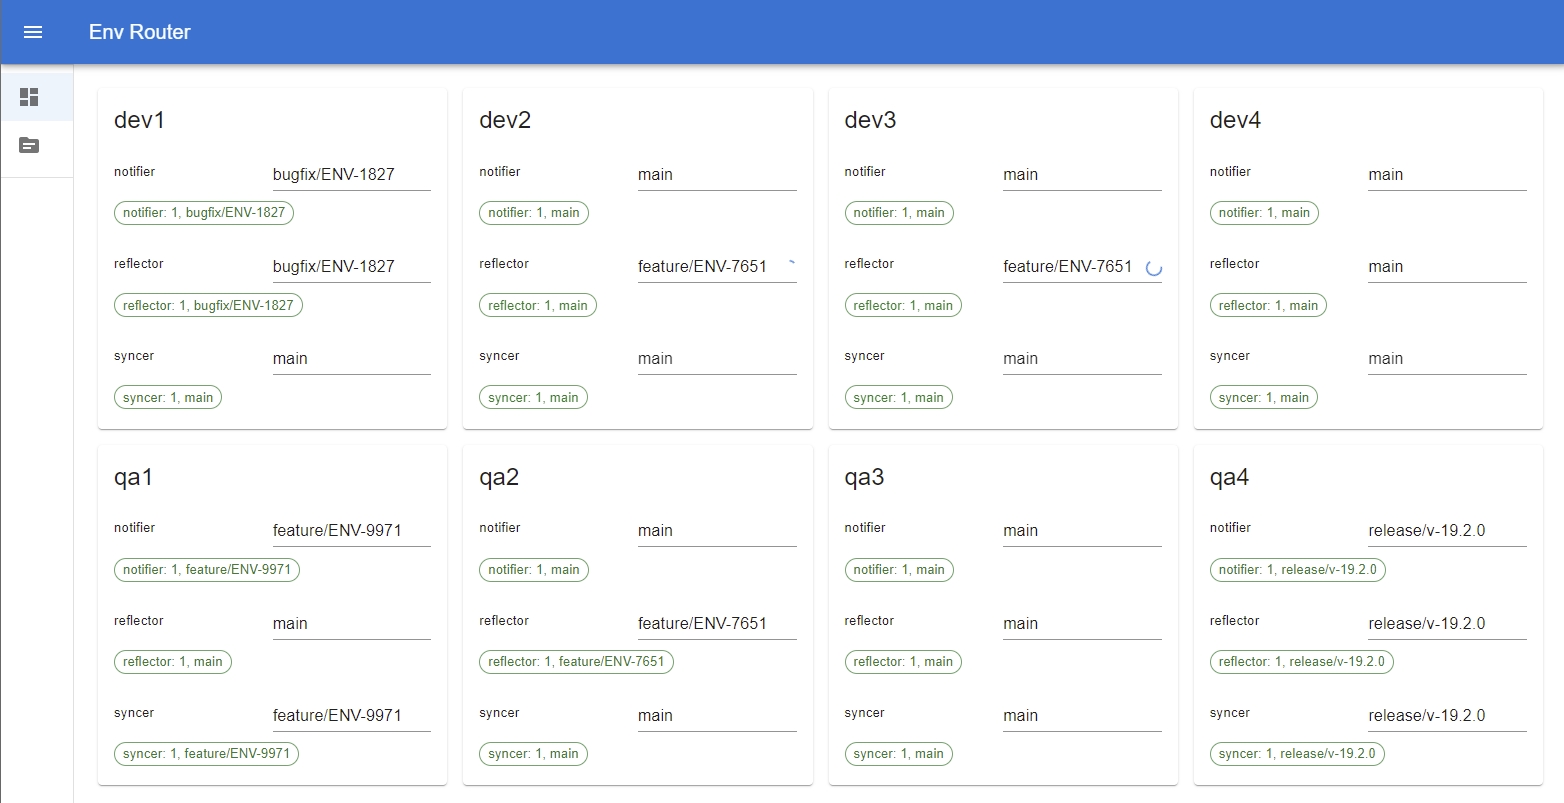 Env Router
dev1
notifier bugfix/ENV-1827
notifier: 1, bugfix/ENV-1827
reflector bugfix/ENV-1827
reflector: 1, bugfix/ENV-1827
syncer main
syncer: 1, main
dev2
notifier main
notifier: 1, main
reflector feature/ENV-7651
reflector: 1, main
syncer main
syncer: 1, main
dev3
notifier main
notifier: 1, main
reflector feature/ENV-7651
reflector: 1, main
syncer main
syncer: 1, main
dev4
notifier main
notifier: 1, main
reflector main
reflector: 1, main
syncer main
syncer: 1, main
qa1
notifier feature/ENV-9971
notifier: 1, feature/ENV-9971
reflector main
reflector: 1, main
syncer feature/ENV-9971
syncer: 1, feature/ENV-9971
qa2
notifier main
notifier: 1, main
reflector feature/ENV-7651
reflector: 1, feature/ENV-7651
syncer main
syncer: 1, main
qa3
notifier main
notifier: 1, main
reflector main
reflector: 1, main
syncer main
syncer: 1, main
qa4
notifier release/v-19.2.0
notifier: 1, release/v-19.2.0
reflector release/v-19.2.0
reflector: 1, release/v-19.2.0
syncer release/v-19.2.0
syncer: 1, release/v-19.2.0